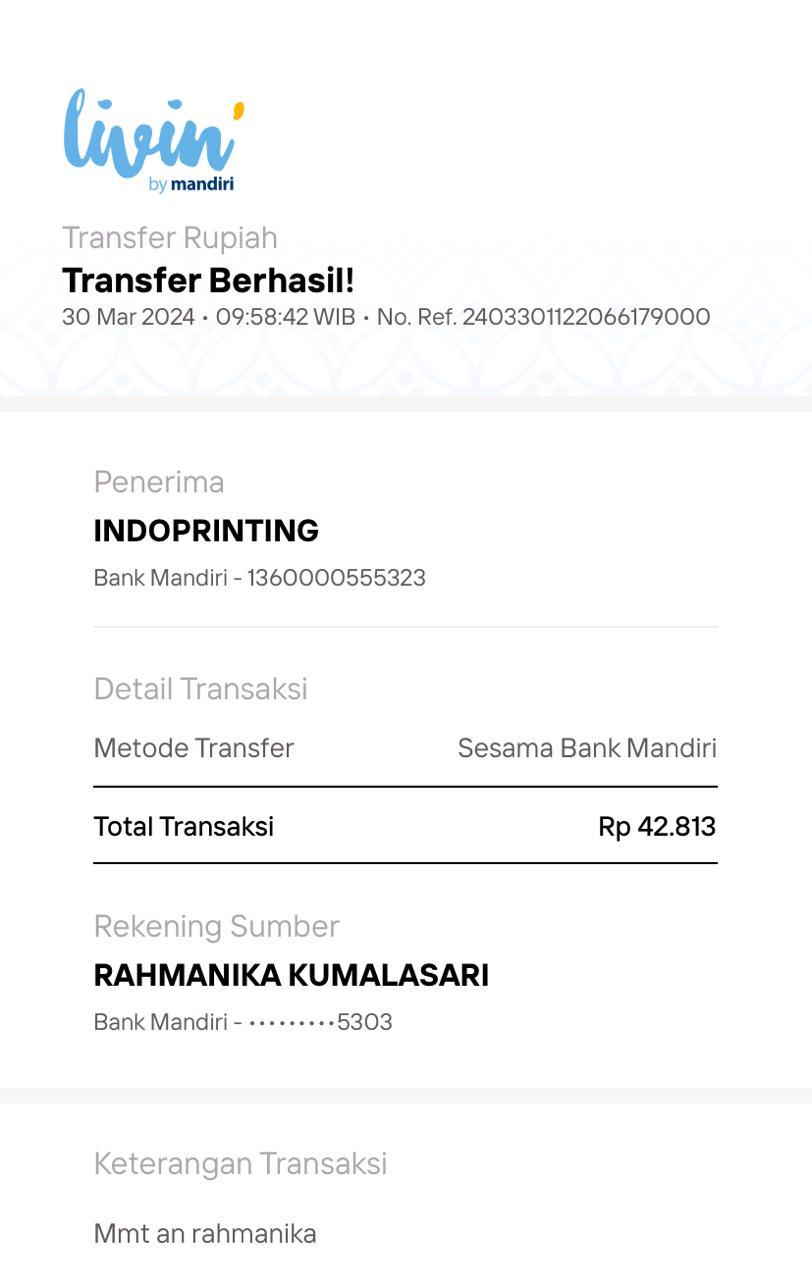 livin'
by mandiri
Transfer Rupiah
Transfer Berhasil!
30 Mar 2024 • 09:58:42 WIB • No. Ref. 2403301122066179000
Penerima
INDOPRINTING
Bank Mandiri - 1360000555323
Detail Transaksi
Metode Transfer Sesama Bank Mandiri
Total Transaksi Rp 42.813
Rekening Sumber
RAHMANIKA KUMALASARI
Bank Mandiri - •••••••••5303
Keterangan Transaksi
Mmt an rahmanika